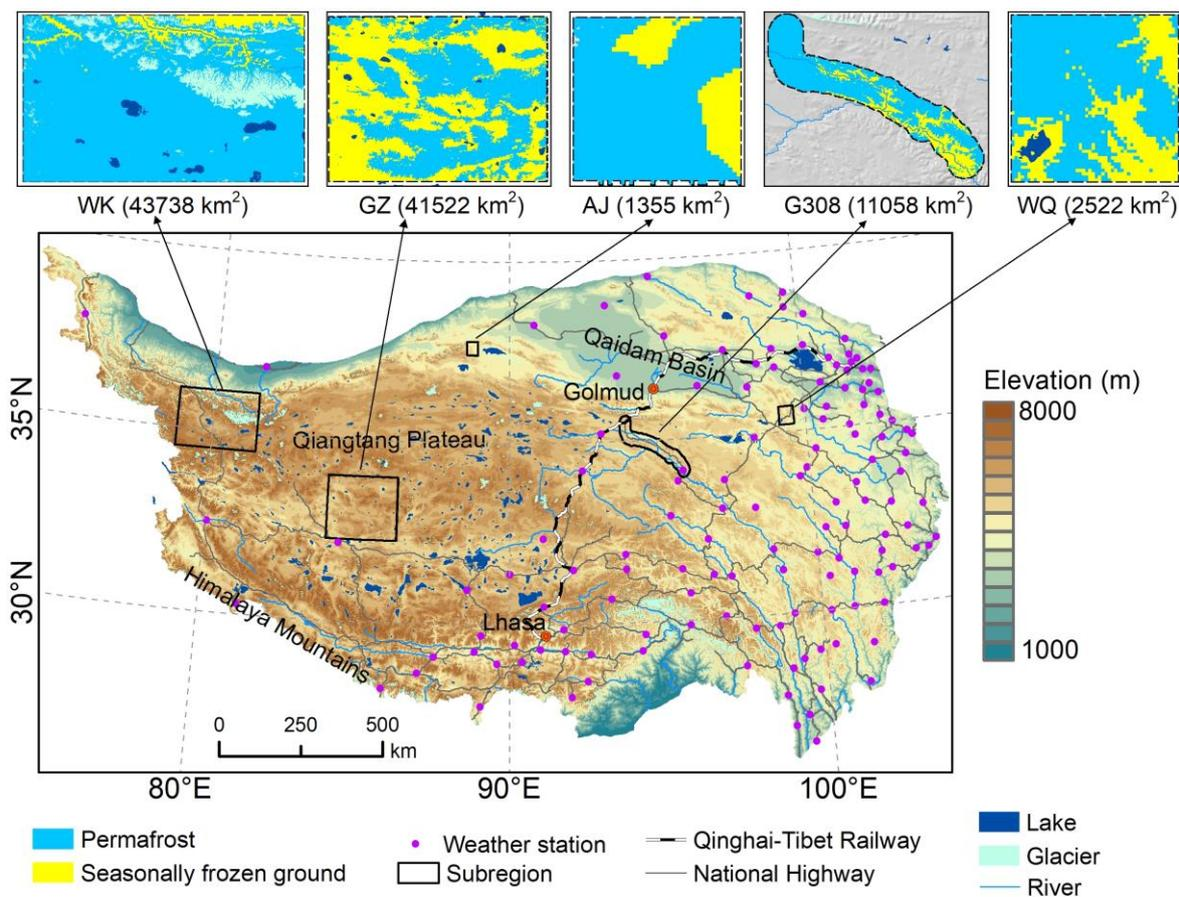 WK (43738 km²)
GZ (41522 km²)
AJ (1355 km²)
G308 (11058 km²)
WQ (2522 km²)
35°N
30°N
Qaidam Basin
Golmud
Qiangtang Plateau
Himalaya Mountains
Lhasa
0 250 500
km
80°E 90°E 100°E
Elevation (m)
8000
1000
Permafrost
Seasonally frozen ground
Weather station
Subregion
Qinghai-Tibet Railway
National Highway
Lake
Glacier
River